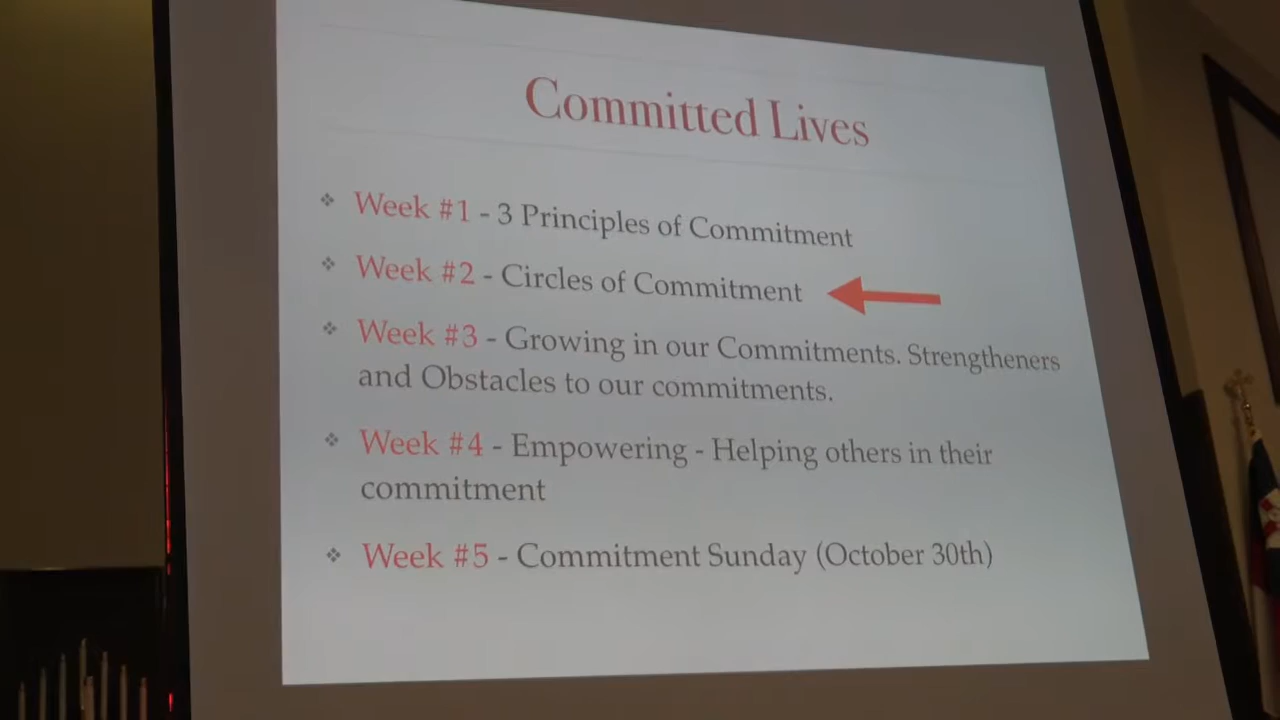 Committed Lives
Week #1 - 3 Principles of Commitment
Week #2 - Circles of Commitment
Week #3 - Growing in our Commitments. Strengtheners
and Obstacles to our commitments.
Week #4 - Empowering - Helping others in their
commitment
Week #5 - Commitment Sunday (October 30th)